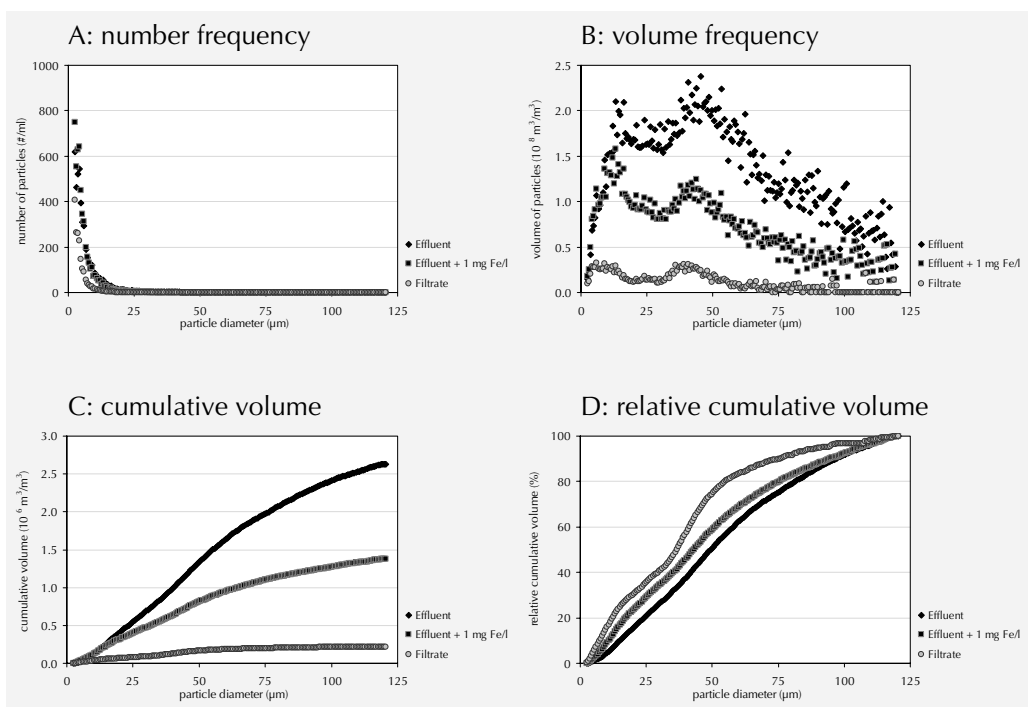 A: number frequency
1000
800
600
400
200
0
number of particles (#/ml)
0 25 50 75 100 125
particle diameter (µm)
Effluent
Effluent + 1 mg Fe/l
Filtrate
B: volume frequency
2.5
2.0
1.5
1.0
0.5
0.0
volume of particles (10⁻⁸ m³/m³)
0 25 50 75 100 125
particle diameter (µm)
Effluent
Effluent + 1 mg Fe/l
Filtrate
C: cumulative volume
3.0
2.5
2.0
1.5
1.0
0.5
0.0
cumulative volume (10⁻⁶ m³/m³)
0 25 50 75 100 125
particle diameter (µm)
Effluent
Effluent + 1 mg Fe/l
Filtrate
D: relative cumulative volume
100
80
60
40
20
0
relative cumulative volume (%)
0 25 50 75 100 125
particle diameter (µm)
Effluent
Effluent + 1 mg Fe/l
Filtrate